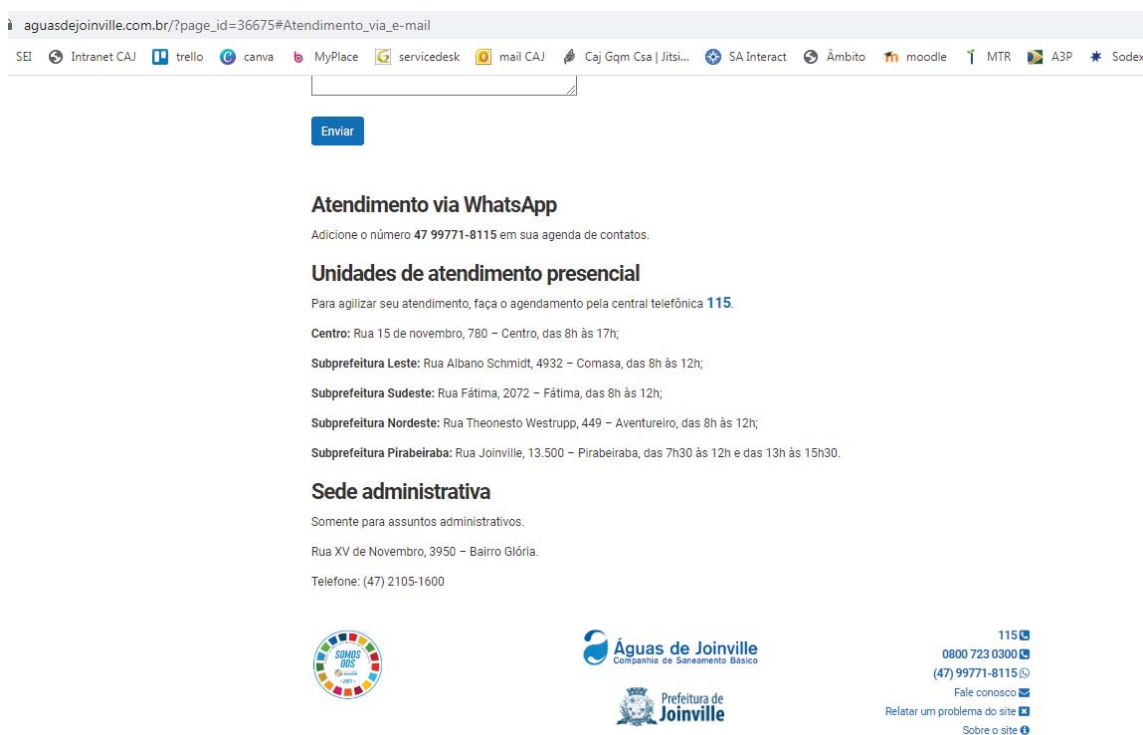 aguasdejoinville.com.br/?page_id=36675#Atendimento_via_e-mail
SEI Intranet CAJ trello canva MyPlace servicedesk mail CAJ Caj Gqm Csa | Jitsi... SA Interact Âmbito moodle MTR A3P Sodex
Enviar
Atendimento via WhatsApp
Adicione o número 47 99771-8115 em sua agenda de contatos.
Unidades de atendimento presencial
Para agilizar seu atendimento, faça o agendamento pela central telefônica 115.
Centro: Rua 15 de novembro, 780 – Centro, das 8h às 17h;
Subprefeitura Leste: Rua Albano Schmidt, 4932 – Comasa, das 8h às 12h;
Subprefeitura Sudeste: Rua Fátima, 2072 – Fátima, das 8h às 12h;
Subprefeitura Nordeste: Rua Theonesto Westrupp, 449 – Aventureiro, das 8h às 12h;
Subprefeitura Pirabeiraba: Rua Joinville, 13.500 – Pirabeiraba, das 7h30 às 12h e das 13h às 15h30.
Sede administrativa
Somente para assuntos administrativos.
Rua XV de Novembro, 3950 – Bairro Glória.
Telefone: (47) 2105-1600
SOMOS
ODS
Águas de Joinville
Companhia de Saneamento Básico
Prefeitura de
Joinville
115
0800 723 0300
(47) 99771-8115
Fale conosco
Relatar um problema do site
Sobre o site